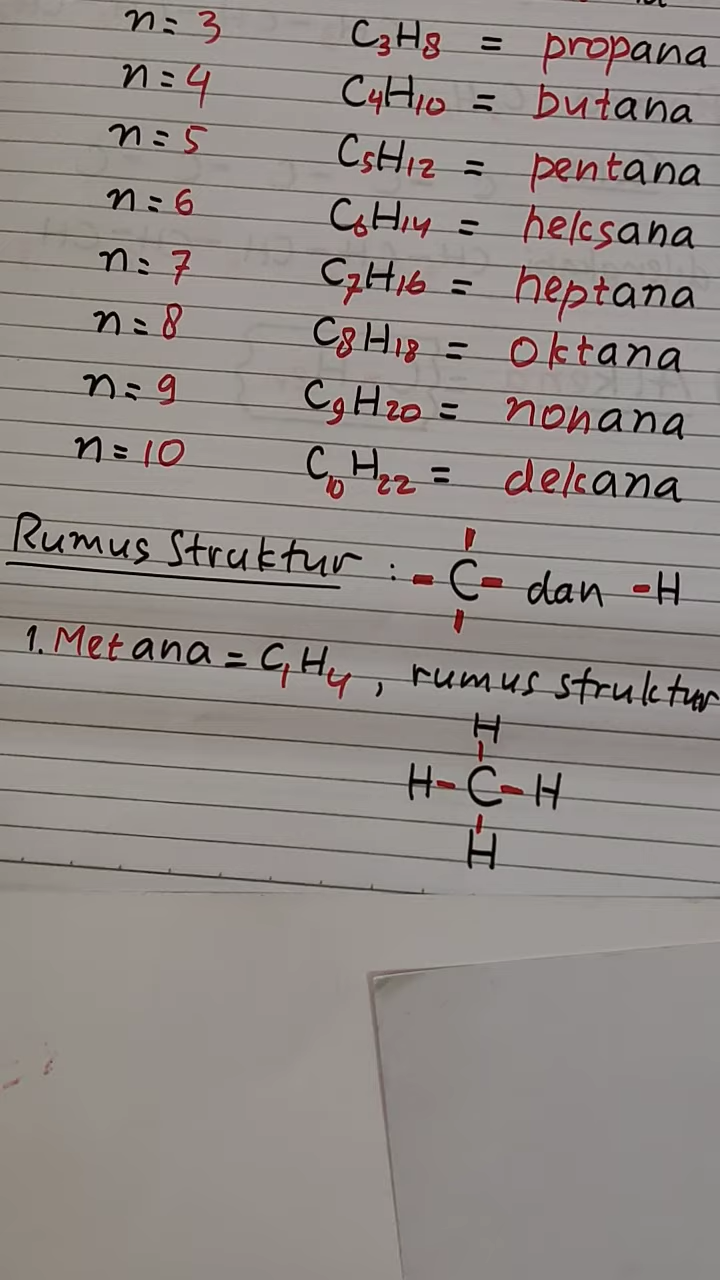 n = 3 C3H8 = propana
n = 4 C4H10 = butana
n = 5 C5H12 = pentana
n = 6 C6H14 = heksana
n = 7 C7H16 = heptana
n = 8 C8H18 = oktana
n = 9 C9H20 = nonana
n = 10 C10H22 = dekana
Rumus Struktur : - C - dan - H
1. Metana = C1H4, rumus struktur
H
H - C - H
H